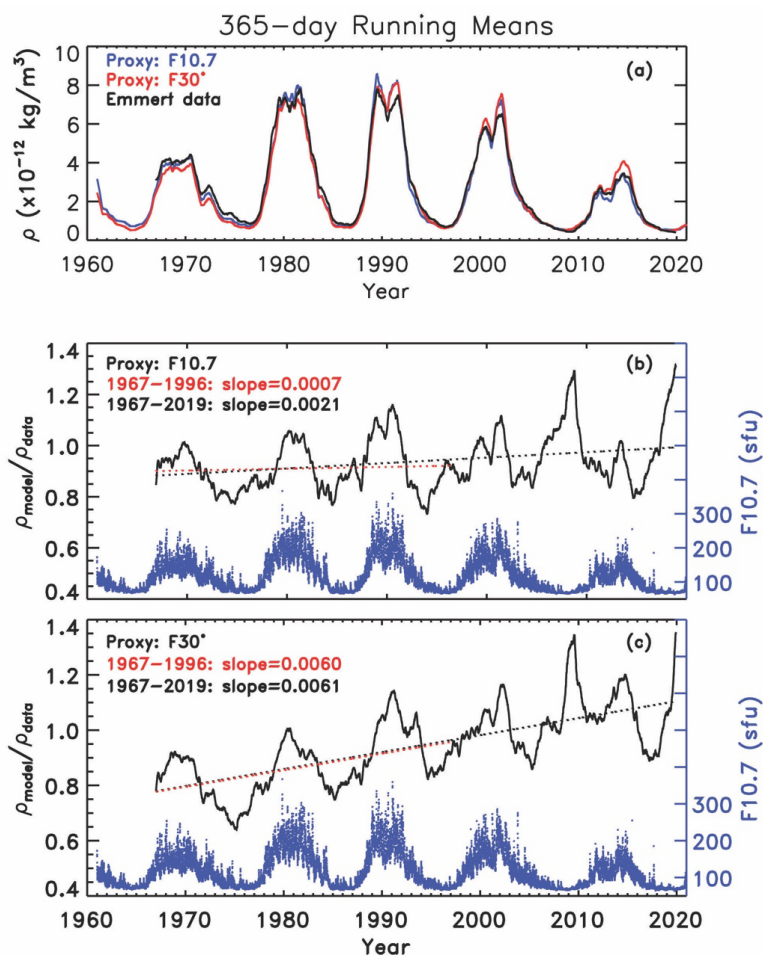 365-day Running Means
10
8
6
4
2
0
ρ (x10⁻¹² kg/m³)
Proxy: F10.7
Proxy: F30•
Emmert data
(a)
1960 1970 1980 1990 2000 2010 2020
Year
1.4
1.2
1.0
0.8
0.6
0.4
ρmodel/ρdata
Proxy: F10.7
1967−1996: slope=0.0007
1967−2019: slope=0.0021
(b)
300
200
100
F10.7 (sfu)
1.4
1.2
1.0
0.8
0.6
0.4
ρmodel/ρdata
Proxy: F30•
1967−1996: slope=0.0060
1967−2019: slope=0.0061
(c)
300
200
100
F10.7 (sfu)
1960 1970 1980 1990 2000 2010 2020
Year